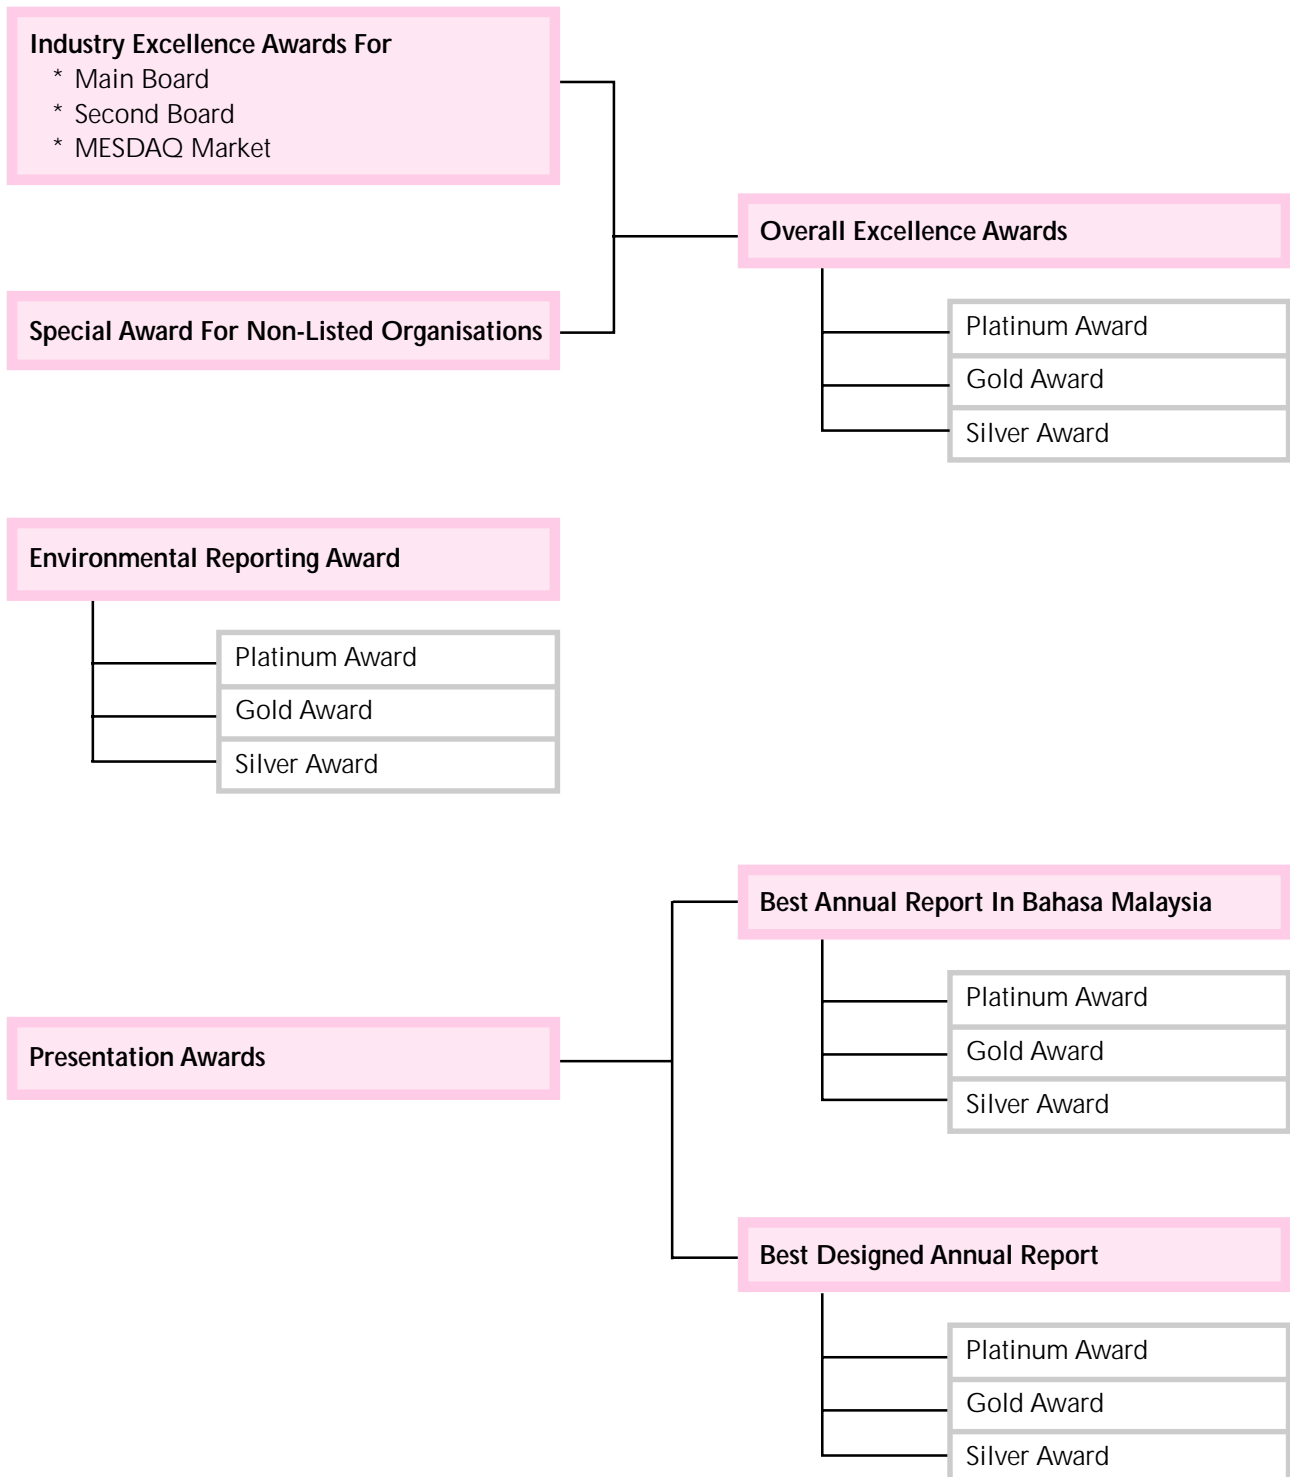 Industry Excellence Awards For
* Main Board
* Second Board
* MESDAQ Market
Special Award For Non-Listed Organisations
Overall Excellence Awards
Platinum Award
Gold Award
Silver Award
Environmental Reporting Award
Platinum Award
Gold Award
Silver Award
Presentation Awards
Best Annual Report In Bahasa Malaysia
Platinum Award
Gold Award
Silver Award
Best Designed Annual Report
Platinum Award
Gold Award
Silver Award